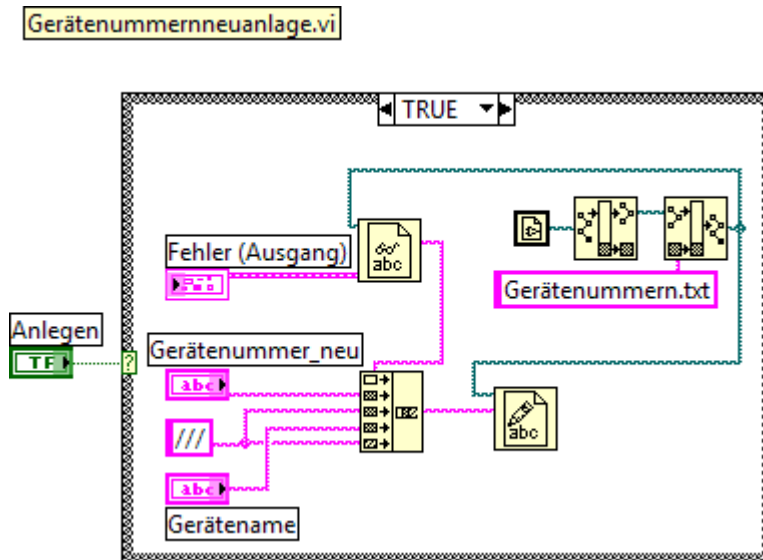 Gerätenummernneuanlage.vi
TRUE
Fehler (Ausgang)
abc
Gerätenummern.txt
Anlegen
TF
?
Gerätenummer_neu
abc
///
abc
abc
Gerätename